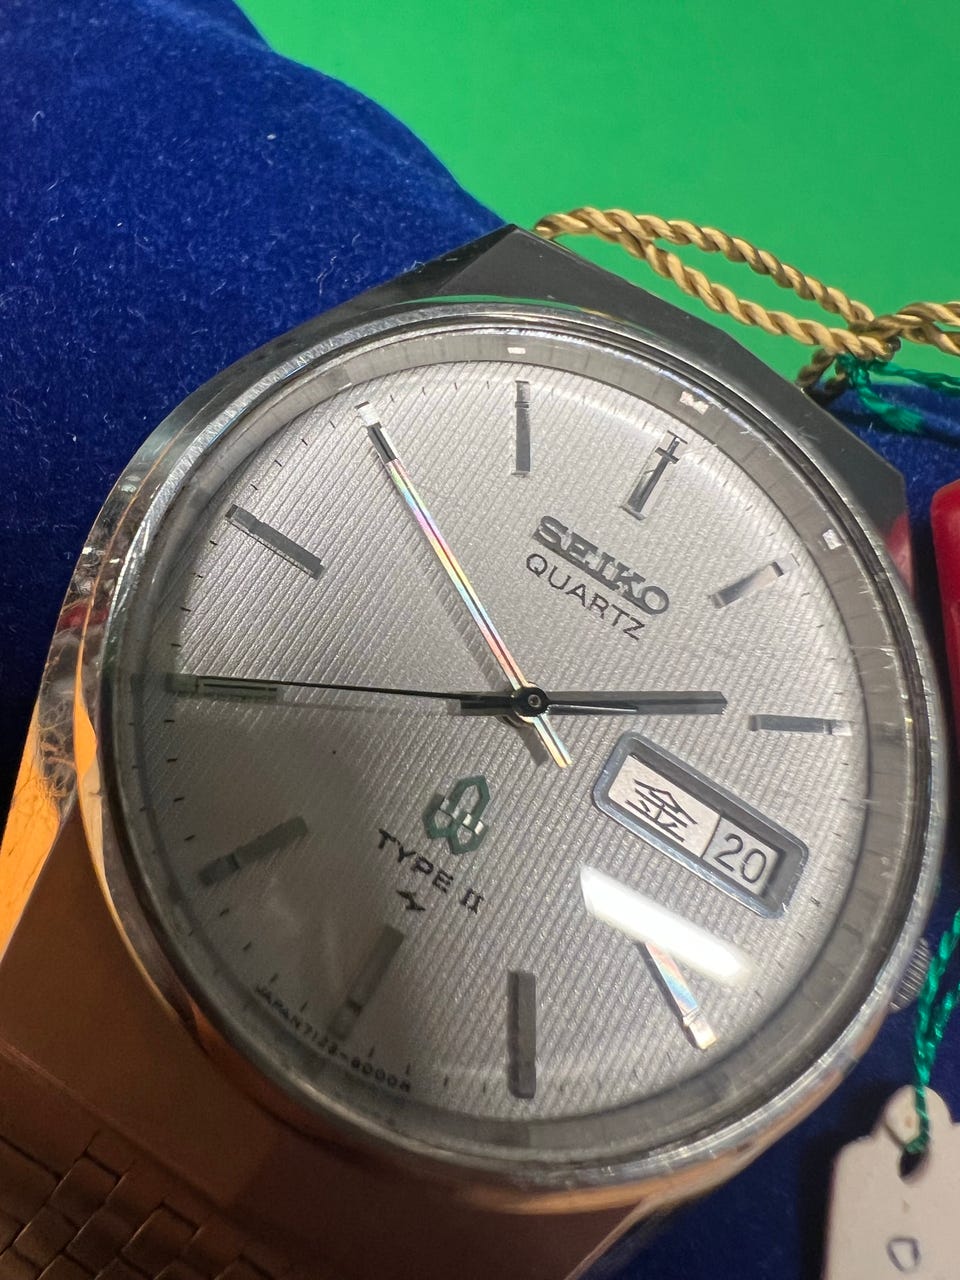 SEIKO
QUARTZ
金 20
TYPE II
JAPAN 7123-8000R